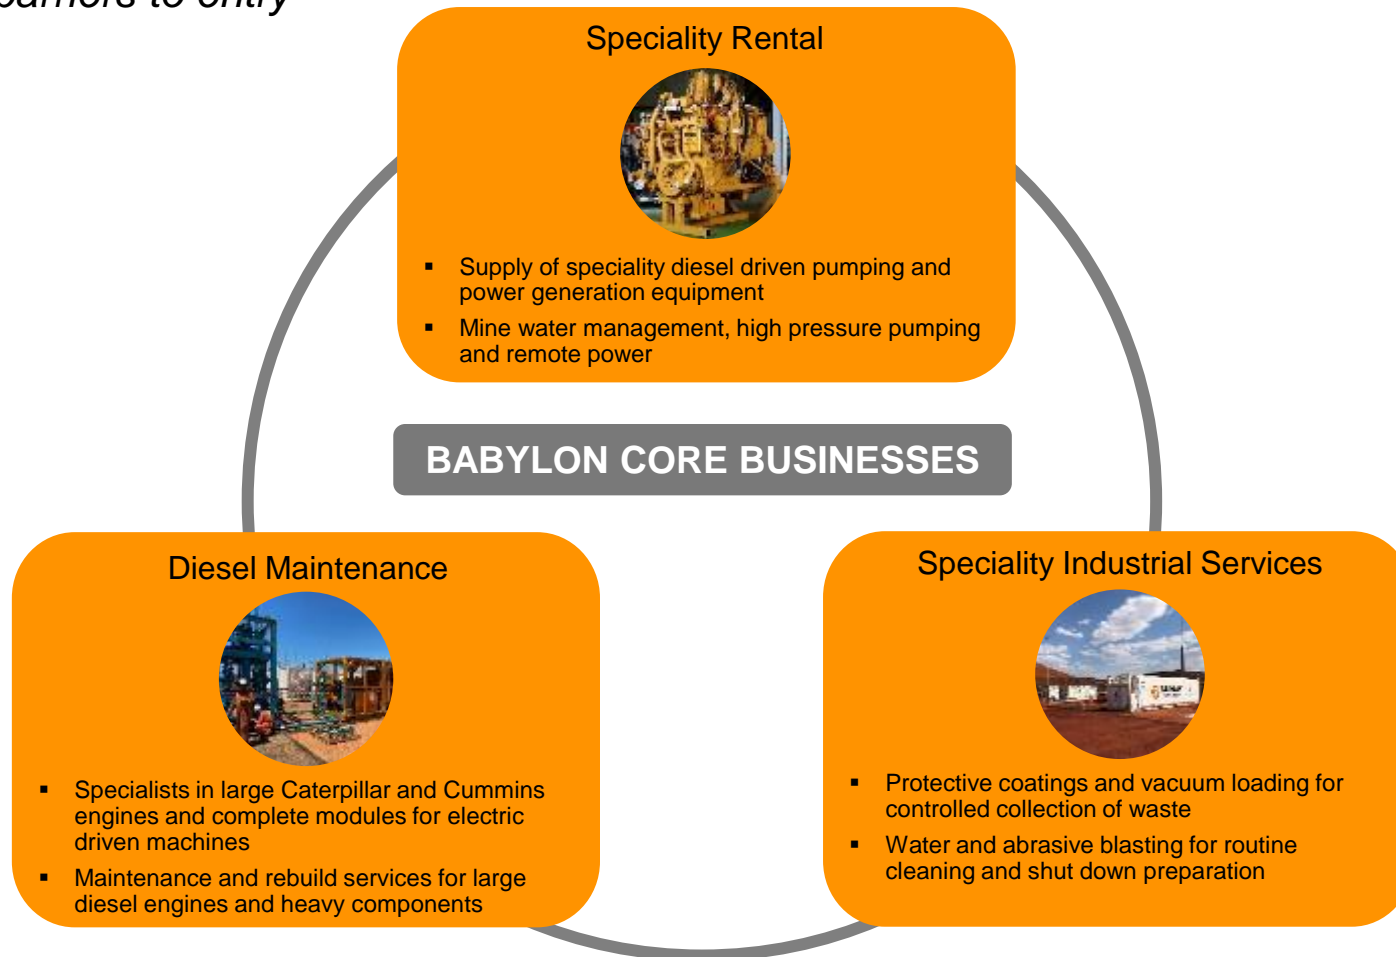 barriers to entry
Speciality Rental
▪ Supply of speciality diesel driven pumping and
power generation equipment
▪ Mine water management, high pressure pumping
and remote power
BABYLON CORE BUSINESSES
Diesel Maintenance
▪ Specialists in large Caterpillar and Cummins
engines and complete modules for electric
driven machines
▪ Maintenance and rebuild services for large
diesel engines and heavy components
Speciality Industrial Services
▪ Protective coatings and vacuum loading for
controlled collection of waste
▪ Water and abrasive blasting for routine
cleaning and shut down preparation